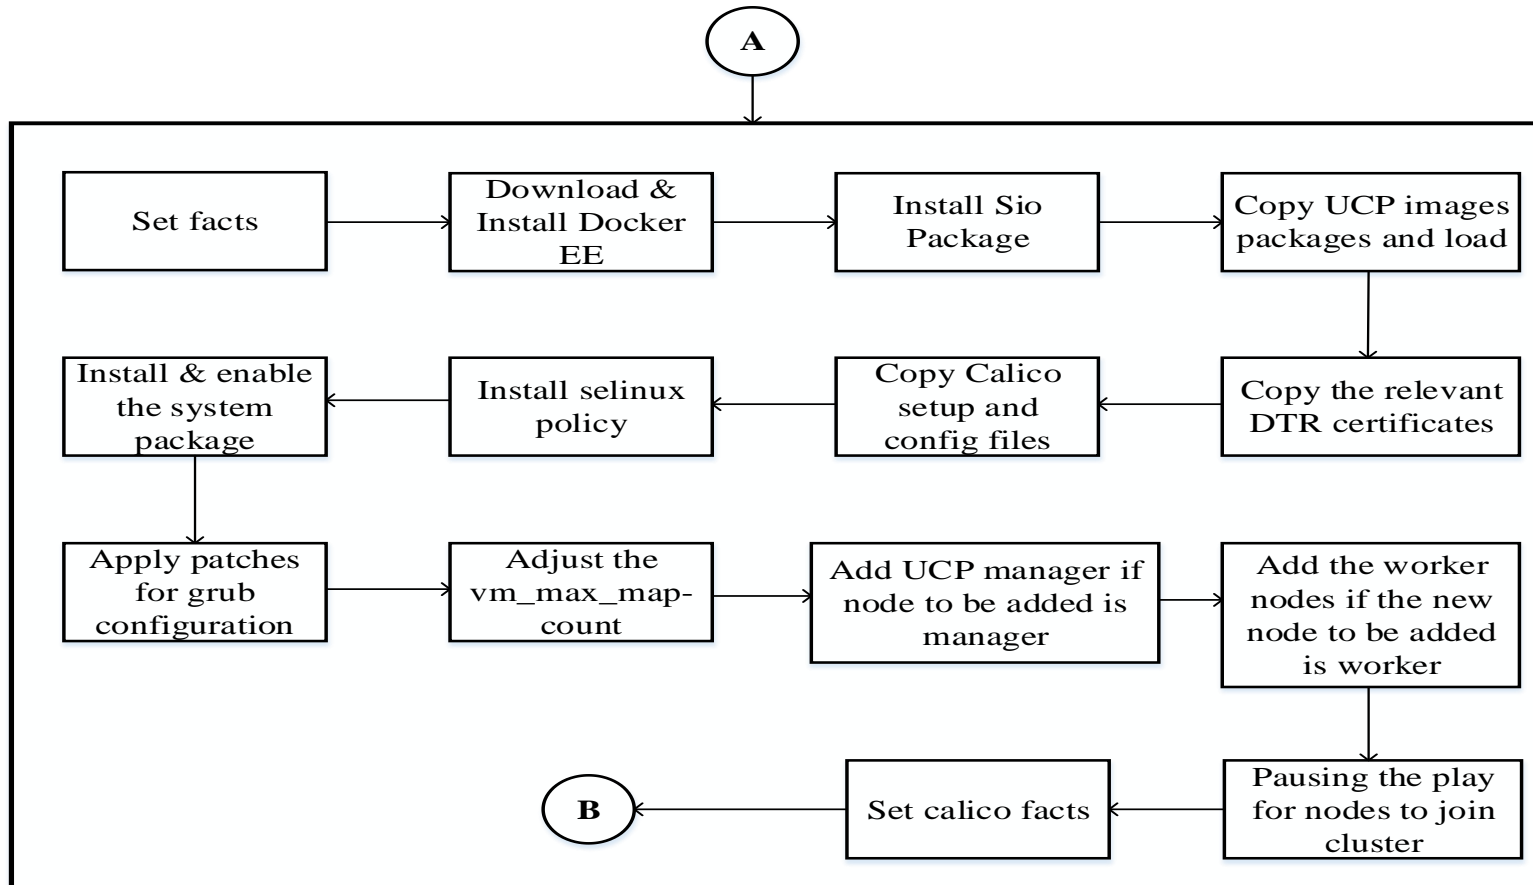 A
Set facts
Download &
Install Docker
EE
Install Sio
Package
Copy UCP images
packages and load
Copy the relevant
DTR certificates
Copy Calico
setup and
config files
Install selinux
policy
Install & enable
the system
package
Apply patches
for grub
configuration
Adjust the
vm_max_map-
count
Add UCP manager if
node to be added is
manager
Add the worker
nodes if the new
node to be added
is worker
Pausing the play
for nodes to join
cluster
Set calico facts
B